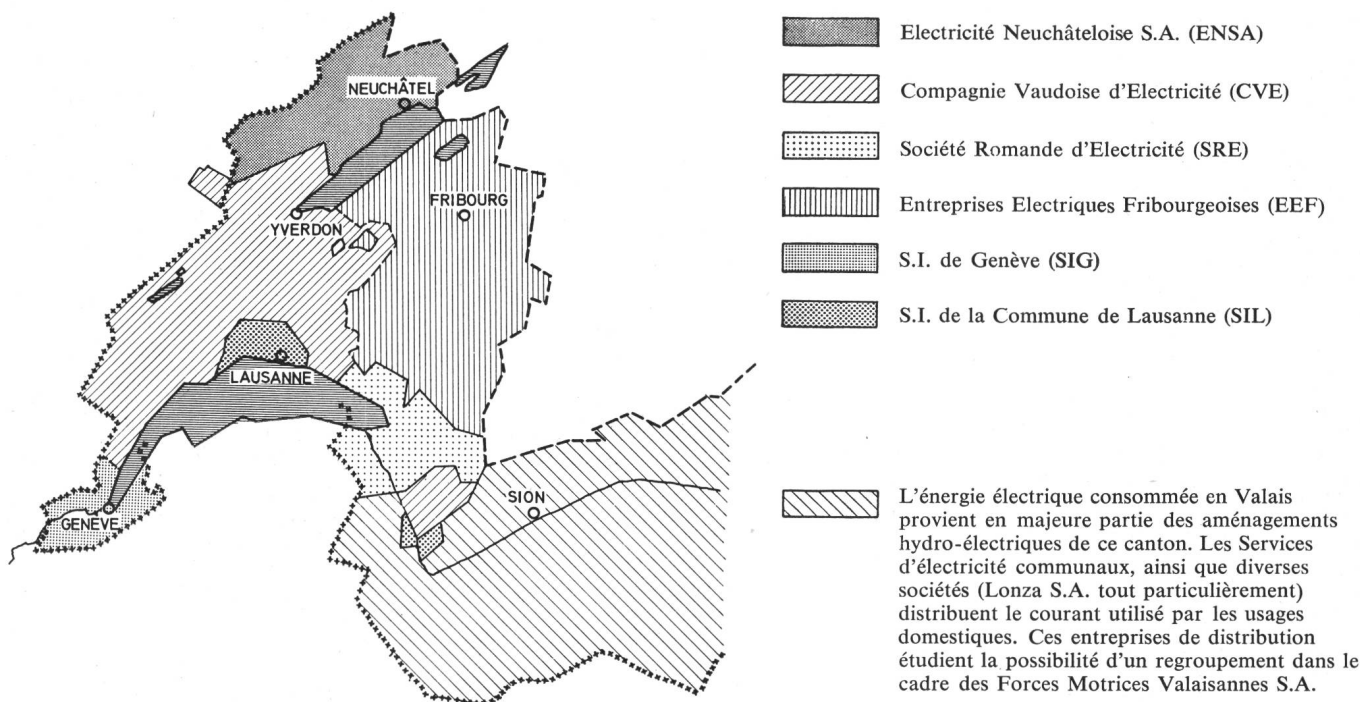 NEUCHÂTEL
FRIBOURG
YVERDON
LAUSANNE
SION
GENÈVE
Electricité Neuchâteloise S.A. (ENSA)
Compagnie Vaudoise d'Electricité (CVE)
Société Romande d'Electricité (SRE)
Entreprises Electriques Fribourgeoises (EEF)
S.I. de Genève (SIG)
S.I. de la Commune de Lausanne (SIL)
L'énergie électrique consommée en Valais
provient en majeure partie des aménagements
hydro-électriques de ce canton. Les Services
d'électricité communaux, ainsi que diverses
sociétés (Lonza S.A. tout particulièrement)
distribuent le courant utilisé par les usages
domestiques. Ces entreprises de distribution
étudient la possibilité d'un regroupement dans le
cadre des Forces Motrices Valaisannes S.A.